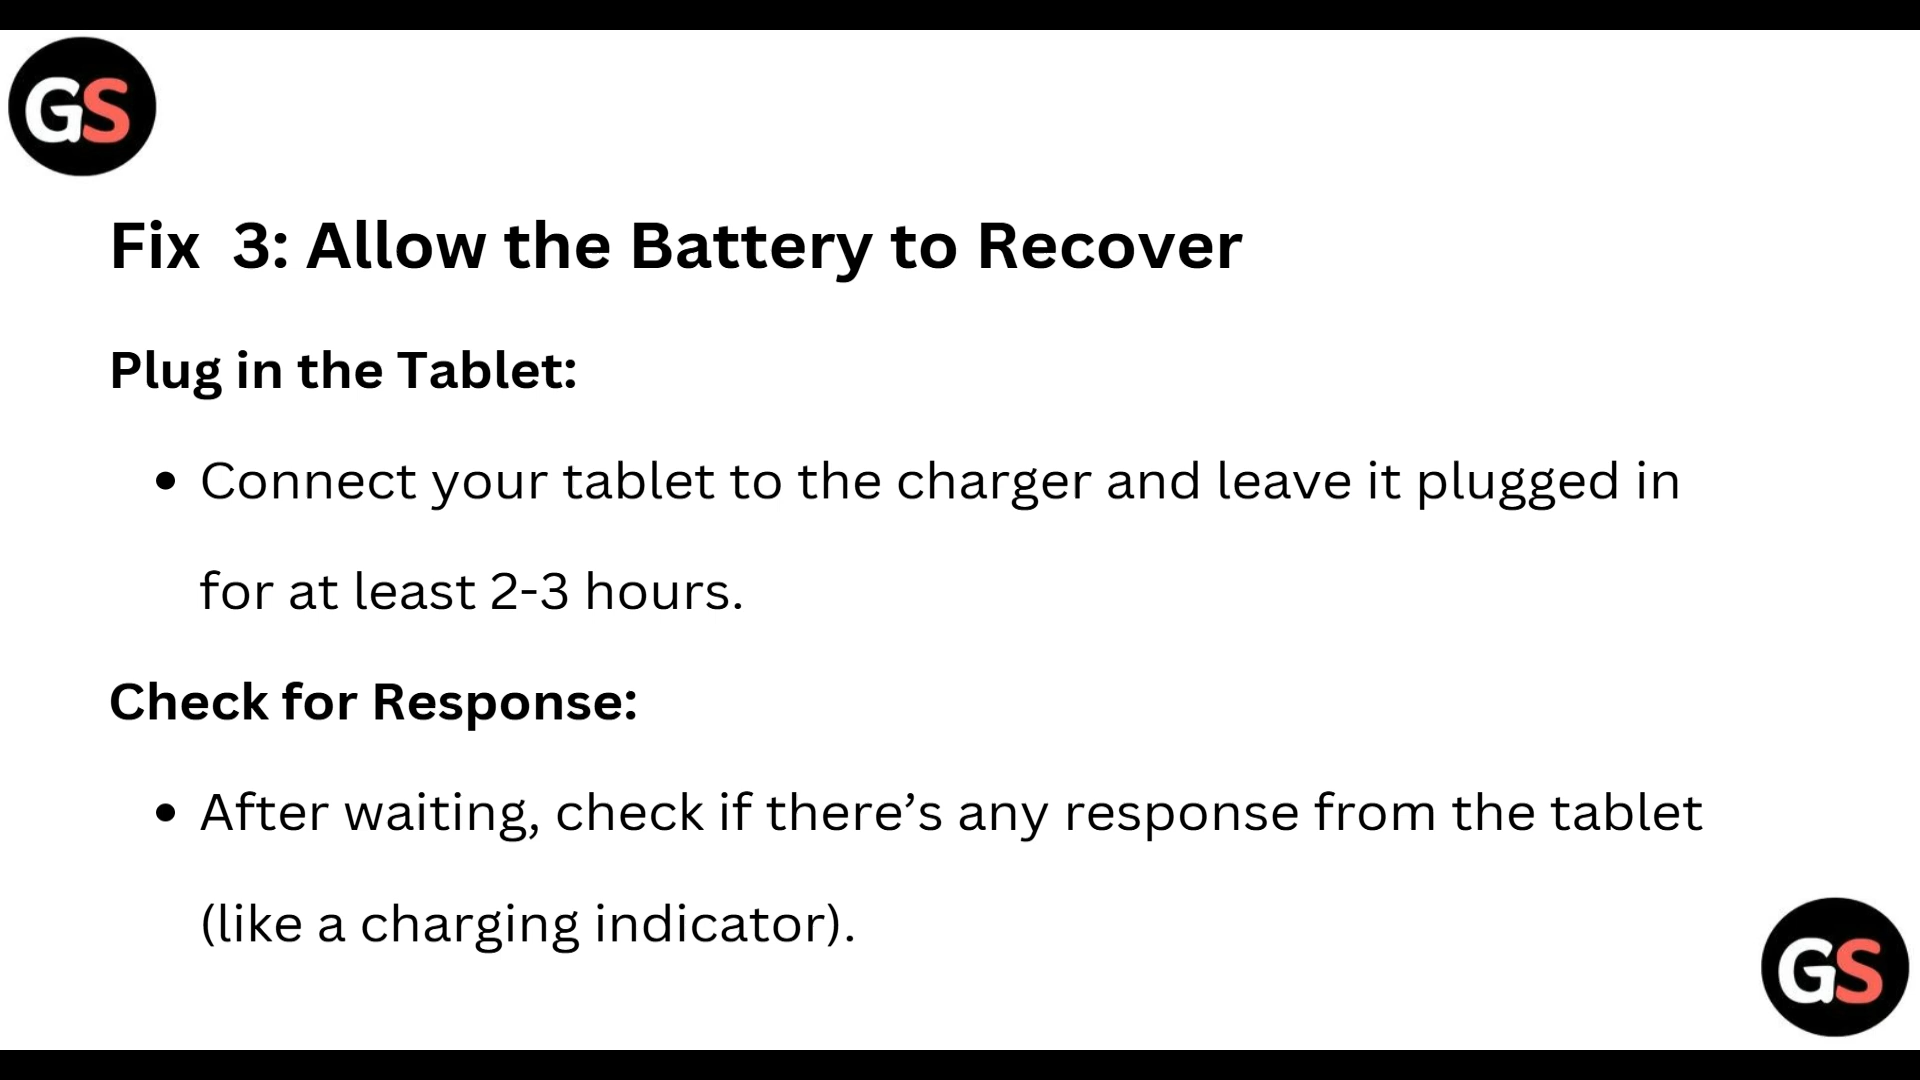 GS
Fix  3: Allow the Battery to Recover
Plug in the Tablet:
• Connect your tablet to the charger and leave it plugged in
for at least 2-3 hours.
Check for Response:
• After waiting, check if there’s any response from the tablet
(like a charging indicator).
GS